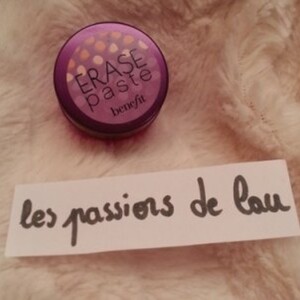 ERASE
paste
benefit
les passions de lau